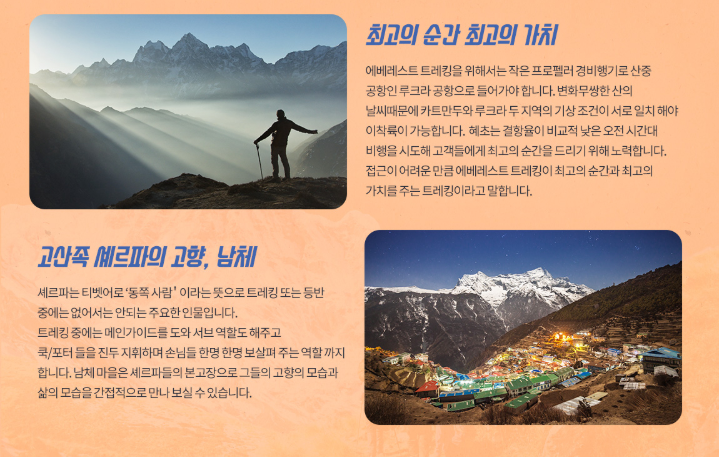 최고의 순간 최고의 가치
에베레스트 트레킹을 위해서는 작은 프로펠러 경비행기로 산중
공항인 루크라 공항으로 들어가야 합니다. 변화무쌍한 산의
날씨때문에 카트만두와 루크라 두 지역의 기상 조건이 서로 일치 해야
이착륙이 가능합니다. 혜초는 결항율이 비교적 낮은 오전 시간대
비행을 시도해 고객들에게 최고의 순간을 드리기 위해 노력합니다.
접근이 어려운 만큼 에베레스트 트레킹이 최고의 순간과 최고의
가치를 주는 트레킹이라고 말합니다.
고산족 셰르파의 고향, 남체
셰르파는 티벳어로 ‘동쪽 사람’ 이라는 뜻으로 트레킹 또는 등반
중에는 없어서는 안되는 주요한 인물입니다.
트레킹 중에는 메인가이드를 도와 서브 역할도 해주고
쿡/포터 들을 진두 지휘하며 손님들 한명 한명 보살펴 주는 역할 까지
합니다. 남체 마을은 셰르파들의 본고장으로 그들의 고향의 모습과
삶의 모습을 간접적으로 만나 보실 수 있습니다.